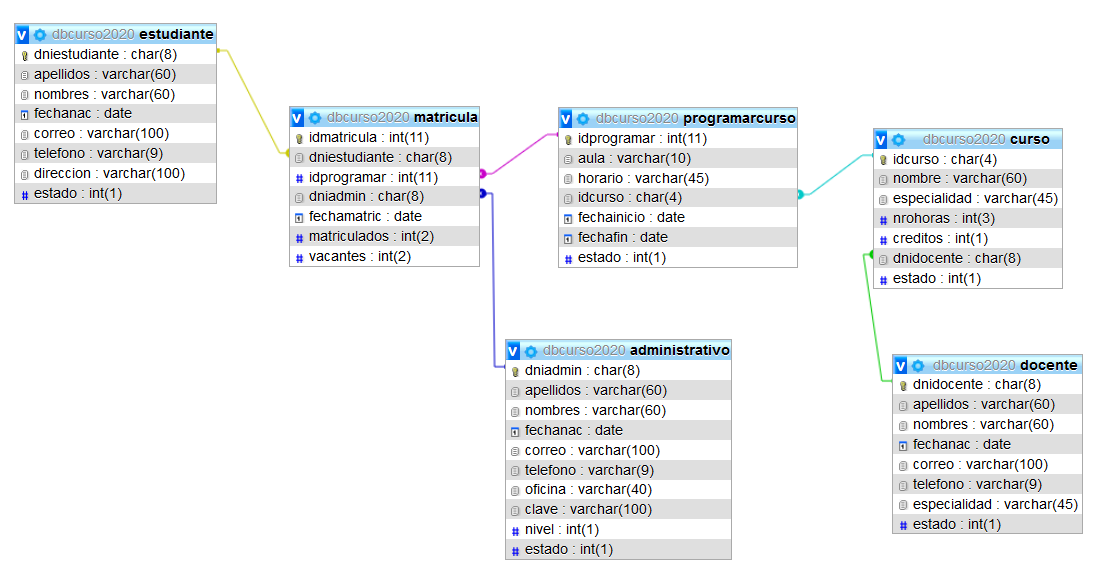 V dbcurso2020 estudiante
dniestudiante : char(8)
apellidos : varchar(60)
nombres : varchar(60)
fechanac : date
correo : varchar(100)
telefono : varchar(9)
direccion : varchar(100)
# estado : int(1)
V dbcurso2020 matricula
idmatricula : int(11)
dniestudiante : char(8)
# idprogramar : int(11)
dniadmin : char(8)
fechamatric : date
# matriculados : int(2)
# vacantes : int(2)
V dbcurso2020 programarcurso
idprogramar : int(11)
aula : varchar(10)
horario : varchar(45)
idcurso : char(4)
fechainicio : date
fechafin : date
# estado : int(1)
V dbcurso2020 curso
idcurso : char(4)
nombre : varchar(60)
especialidad : varchar(45)
# nrohoras : int(3)
# creditos : int(1)
dnidocente : char(8)
# estado : int(1)
V dbcurso2020 administrativo
dniadmin : char(8)
apellidos : varchar(60)
nombres : varchar(60)
fechanac : date
correo : varchar(100)
telefono : varchar(9)
oficina : varchar(40)
clave : varchar(100)
# nivel : int(1)
# estado : int(1)
V dbcurso2020 docente
dnidocente : char(8)
apellidos : varchar(60)
nombres : varchar(60)
fechanac : date
correo : varchar(100)
telefono : varchar(9)
especialidad : varchar(45)
# estado : int(1)